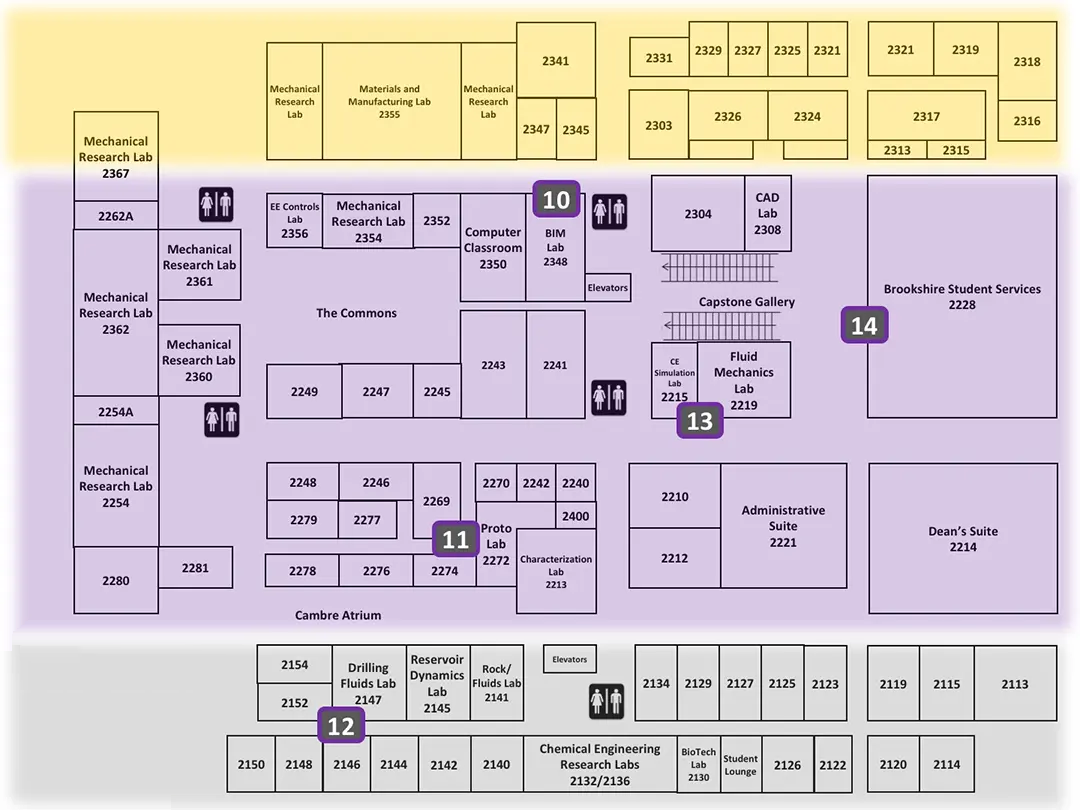 2341
2331
2329
2327
2325
2321
2321
2319
2318
Mechanical
Research
Lab
Materials and
Manufacturing Lab
2355
Mechanical
Research
Lab
2347
2345
2303
2326
2324
2317
2316
2313
2315
Mechanical
Research Lab
2367
2262A
Mechanical
Research Lab
2362
Mechanical
Research Lab
2361
Mechanical
Research Lab
2360
2254A
Mechanical
Research Lab
2254
2280
2281
EE Controls
Lab
2356
Mechanical
Research Lab
2354
2352
Computer
Classroom
2350
10
BIM
Lab
2348
Elevators
2304
CAD
Lab
2308
The Commons
Capstone Gallery
14
Brookshire Student Services
2228
2249
2247
2245
2243
2241
CE
Simulation
Lab
2215
Fluid
Mechanics
Lab
2219
13
2248
2246
2269
2279
2277
11
2278
2276
2274
2270
2242
2240
2400
Proto
Lab
2272
Characterization
Lab
2213
2210
2212
Administrative
Suite
2221
Dean's Suite
2214
Cambre Atrium
2154
2152
Drilling
Fluids Lab
2147
Reservoir
Dynamics
Lab
2145
Rock/
Fluids Lab
2141
Elevators
2134
2129
2127
2125
2123
2119
2115
2113
12
2150
2148
2146
2144
2142
2140
Chemical Engineering
Research Labs
2132/2136
BioTech
Lab
2130
Student
Lounge
2126
2122
2120
2114